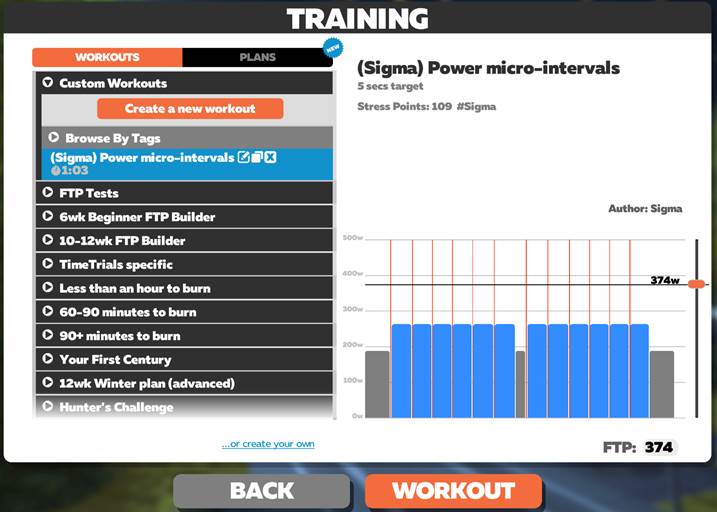 TRAINING
WORKOUTS
PLANS
NEW
Custom Workouts
Create a new workout
Browse By Tags
(Sigma) Power micro-intervals
1:03
FTP Tests
6wk Beginner FTP Builder
10-12wk FTP Builder
TimeTrials specific
Less than an hour to burn
60-90 minutes to burn
90+ minutes to burn
Your First Century
12wk Winter plan (advanced)
Hunter's Challenge
...or create your own
(Sigma) Power micro-intervals
5 secs target
Stress Points: 109 #Sigma
Author: Sigma
500w
400w
374w
300w
200w
100w
0w
FTP: 374
BACK
WORKOUT